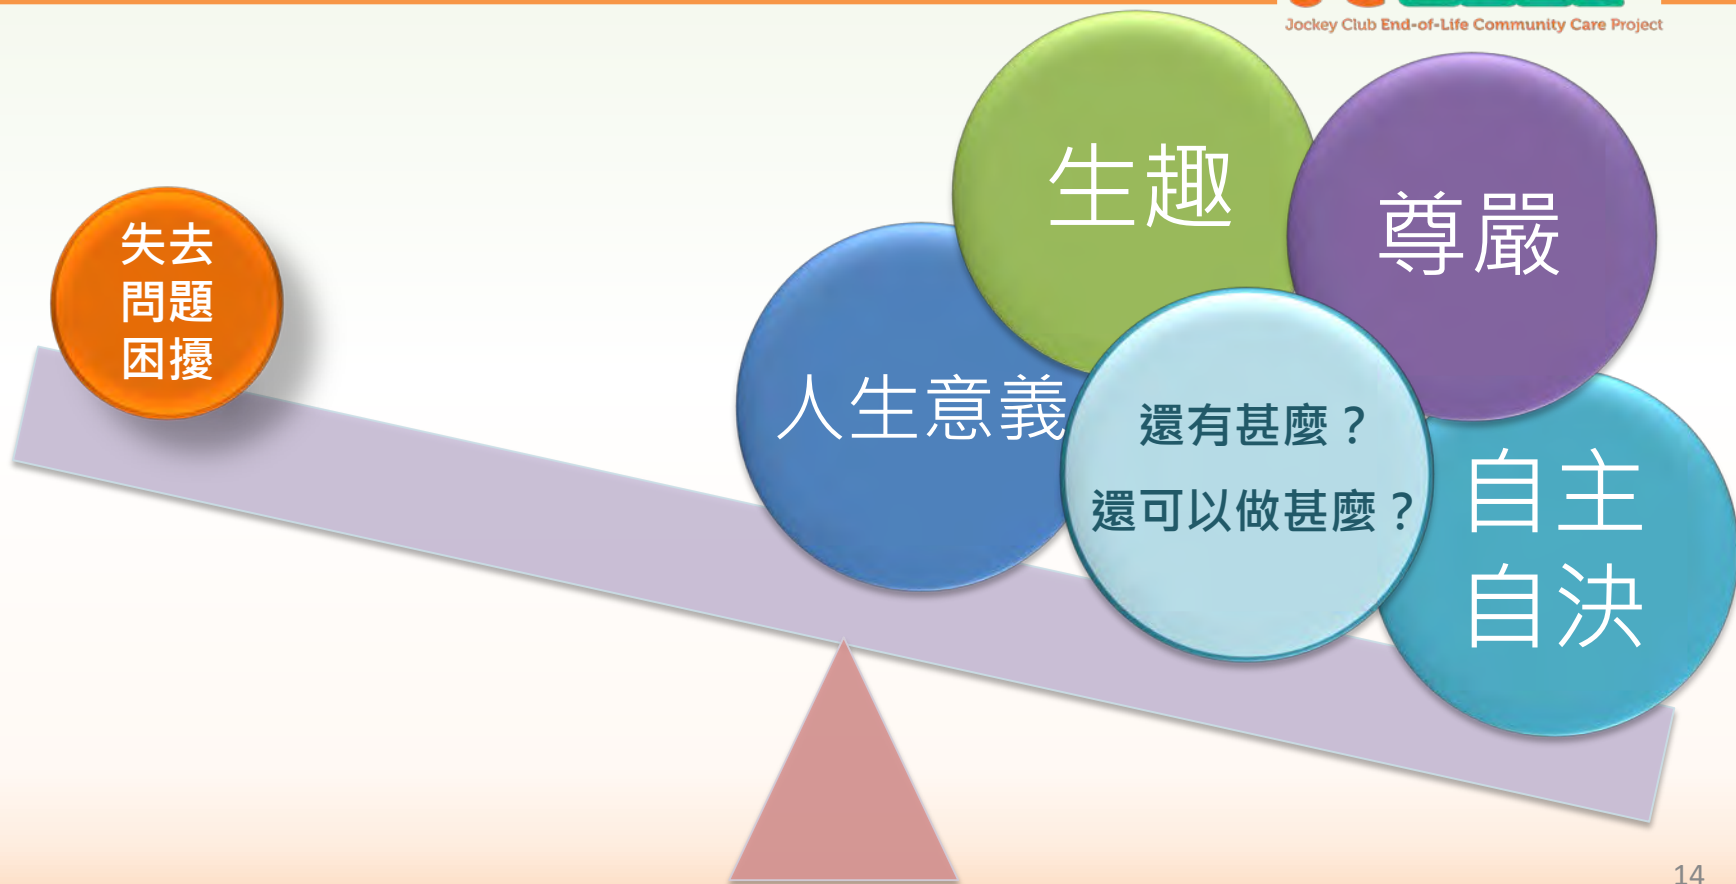 Jockey Club End-of-Life Community Care Project
失去
問題
困擾
人生意義
生趣
尊嚴
還有甚麼？
還可以做甚麼？
自主
自決
14